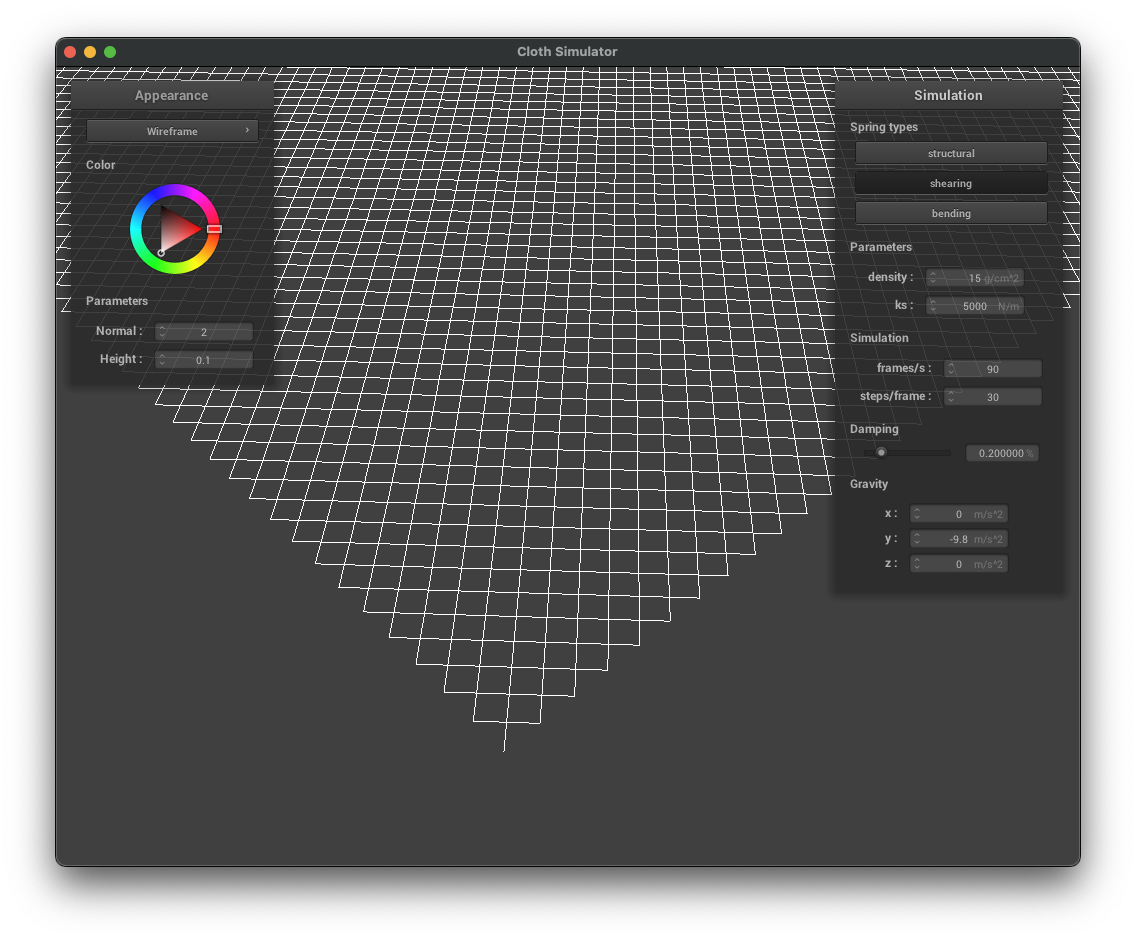 Cloth Simulator
Appearance
Wireframe ›
Color
Parameters
Normal : 2
Height : 0.1
Simulation
Spring types
structural
shearing
bending
Parameters
density : 15 g/cm^2
ks : 5000 N/m
Simulation
frames/s : 90
steps/frame : 30
Damping
0.200000 %
Gravity
x : 0 m/s^2
y : -9.8 m/s^2
z : 0 m/s^2